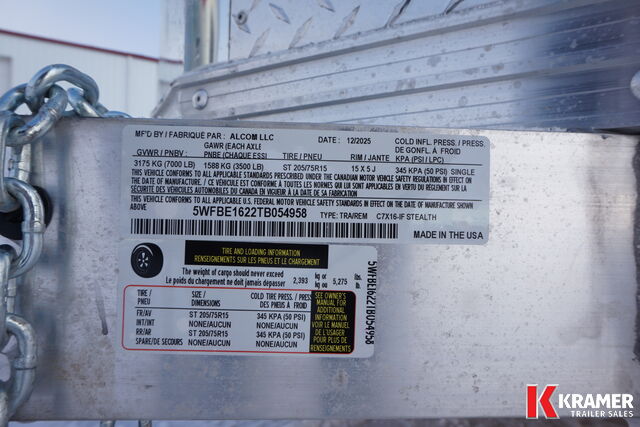 MF'D BY / FABRIQUÉ PAR : ALCOM LLC DATE : 12/2025 COLD INFL. PRESS. / PRESS. DE GONFL. À FROID
GVWR / PNBV : GAWR (EACH AXLE) PNBE (CHAQUE ESSI) TIRE / PNEU RIM / JANTE KPA (PSI / LPC)
3175 KG (7000 LB) 1588 KG (3500 LB) ST 205/75R15 15 X 5 J 345 KPA (50 PSI) SINGLE
THIS VEHICLE CONFORMS TO ALL STANDARDS PRESCRIBED UNDER THE CANADIAN MOTOR VEHICLE SAFETY REGULATIONS IN EFFECT ON THE DATE OF
MANUFACTURE / CE VÉHICULE EST CONFORME À TOUTES LES NORMES QUI LUI SONT APPLICABLES EN VERTU DU RÈGLEMENT SUR LA
SÉCURITÉ DES VÉHICULES AUTOMOBILES DU CANADA EN VIGUEUR À LA DATE DE SA FABRICATION
THIS VEHICLE CONFORMS TO ALL APPLICABLE U.S. FEDERAL MOTOR VEHICLE SAFETY STANDARDS IN EFFECT ON THE DATE OF MANUFACTURE SHOWN
ABOVE
5WFBE1622TB054958 TYPE: TRA/REM C7X16-IF STEALTH
MADE IN THE USA
TIRE AND LOADING INFORMATION
RENSEIGNEMENTS SUR LES PNEUS ET LE CHARGEMENT
The weight of cargo should never exceed
Le poids du chargement ne doit jamais dépasser 2,393 kg or kg ou 5,275 lbs. lb.
TIRE / PNEU SIZE / DIMENSION COLD TIRE PRESS. / PRESS. DES PNEUS À FROID
FR/AV ST 205/75R15 345 KPA (50 PSI)
INT/INT NONE/AUCUN NONE/AUCUN
RR/AR ST 205/75R15 345 KPA (50 PSI)
SPARE/DE SECOURS NONE/AUCUN NONE/AUCUN
SEE OWNER'S
MANUAL FOR
ADDITIONAL
INFORMATION
VOIR LE MANUEL
DE L'USAGER
POUR PLUS DE
RENSEIGNEMENTS
5WFBE1622TB054958
KRAMER
TRAILER SALES